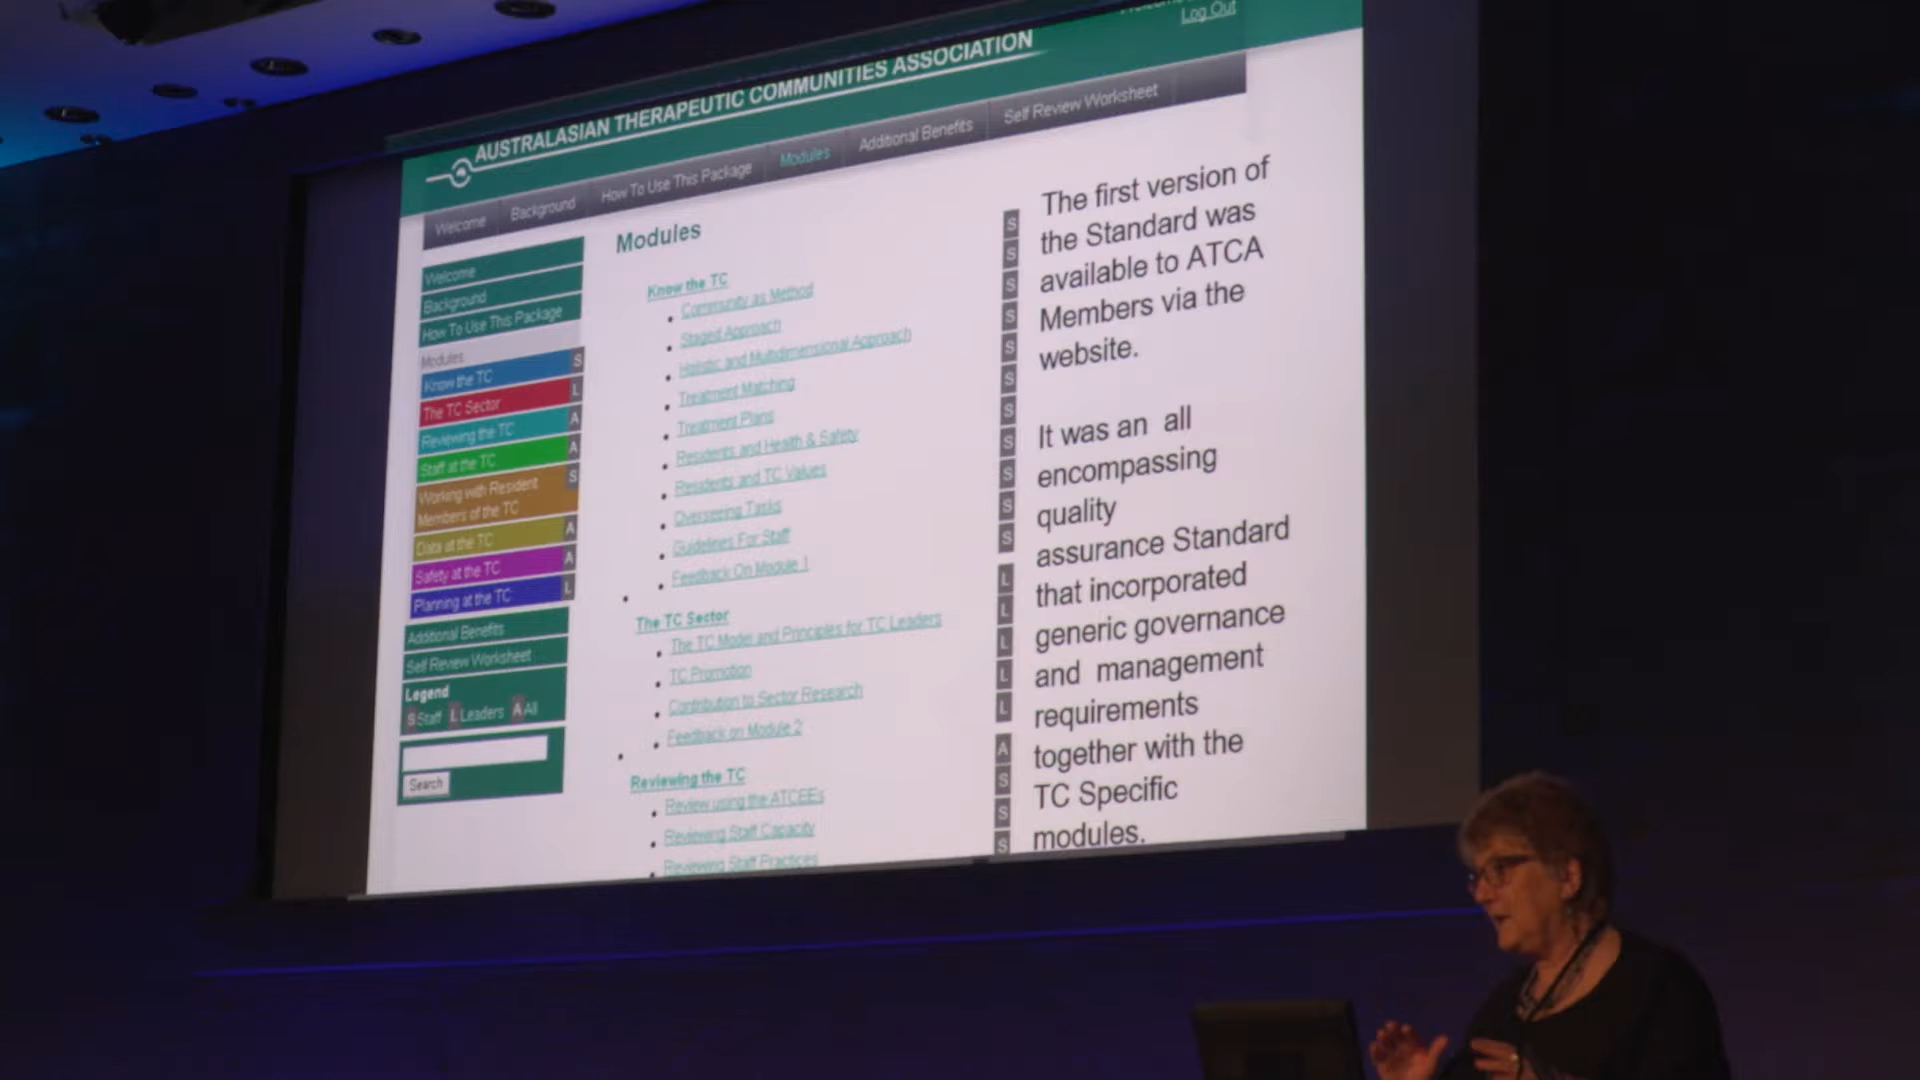 Log Out
AUSTRALASIAN THERAPEUTIC COMMUNITIES ASSOCIATION
Welcome
Background
How To Use This Package
Modules
Additional Benefits
Self Review Worksheet
Welcome
Background
How To Use This Package
Modules
Know the TC S
The TC Sector L
Reviewing the TC A
Staff at the TC A
Working with Resident S
Members of the TC
Data at the TC A
Safety at the TC A
Planning at the TC L
Additional Benefits
Self Review Worksheet
Legend
S Staff L Leaders A All
Search
Modules
Know the TC
Community as Method
Staged Approach
Holistic and Multidimensional Approach
Treatment Matching
Treatment Plans
Residents and Health & Safety
Residents and TC Values
Overseeing Tasks
Guidelines For Staff
Feedback On Module 1
The TC Sector
The TC Model and Principles for TC Leaders
TC Promotion
Contribution to Sector Research
Feedback on Module 2
Reviewing the TC
Review using the ATCEEs
Reviewing Staff Capacity
Reviewing Staff Practices
S
S
S
S
S
S
S
S
S
S
S
L
L
L
L
L
A
S
S
S
The first version of
the Standard was
available to ATCA
Members via the
website.
It was an all
encompassing
quality
assurance Standard
that incorporated
generic governance
and management
requirements
together with the
TC Specific
modules.